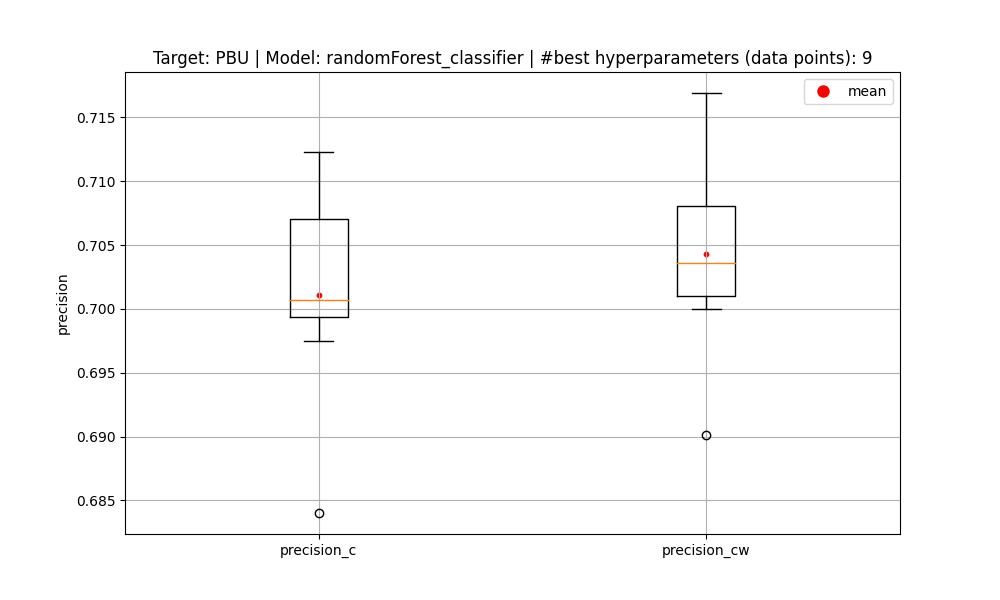 Target: PBU | Model: randomForest_classifier | #best hyperparameters (data points): 9
mean
0.715
0.710
0.705
0.700
0.695
0.690
0.685
precision
precision_c
precision_cw